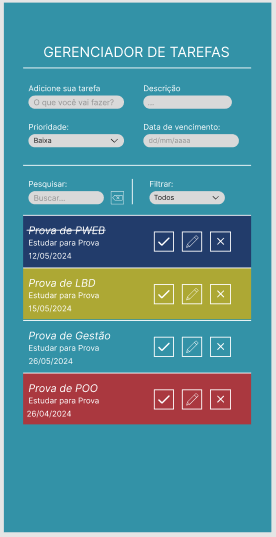 GERENCIADOR DE TAREFAS
Adicione sua tarefa Descrição
O que você vai fazer? ...
Prioridade: Data de vencimento:
Baixa dd/mm/aaaa
Pesquisar: Filtrar:
Buscar... Todos
Prova de PWEB
Estudar para Prova
12/05/2024
Prova de LBD
Estudar para Prova
15/05/2024
Prova de Gestão
Estudar para Prova
26/05/2024
Prova de POO
Estudar para Prova
26/04/2024